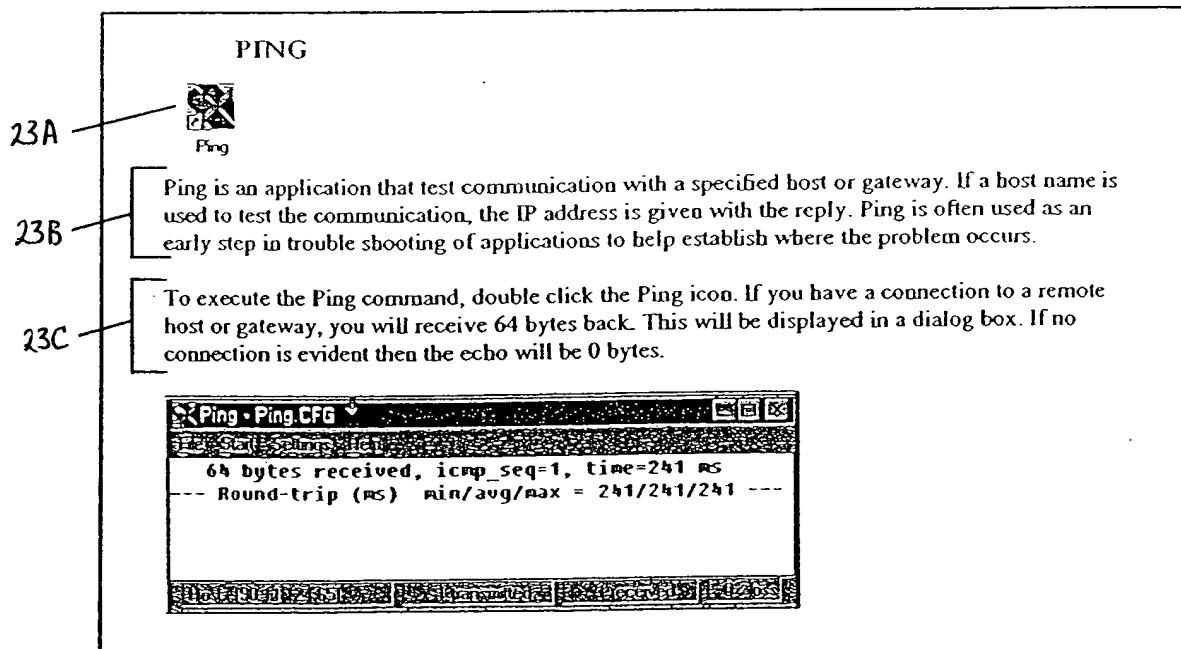 PING
23A
Ping
23B
Ping is an application that test communication with a specified host or gateway. If a host name is
used to test the communication, the IP address is given with the reply. Ping is often used as an
early step in trouble shooting of applications to help establish where the problem occurs.
23C
To execute the Ping command, double click the Ping icon. If you have a connection to a remote
host or gateway, you will receive 64 bytes back. This will be displayed in a dialog box. If no
connection is evident then the echo will be 0 bytes.
Ping - Ping.CFG
File Start Settings Help
64 bytes received, icmp_seq=1, time=241 ms
--- Round-trip (ms) min/avg/max = 241/241/241 ---